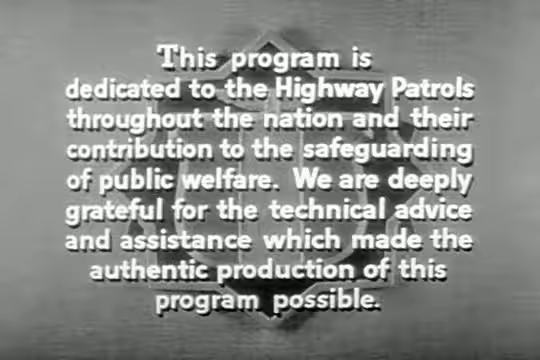 This program is
dedicated to the Highway Patrols
throughout the nation and their
contribution to the safeguarding
of public welfare. We are deeply
grateful for the technical advice
and assistance which made the
authentic production of this
program possible.